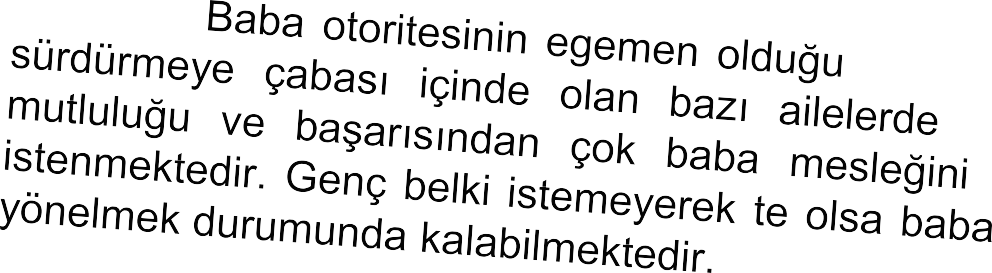 Baba otoritesinin egemen olduğu
sürdürmeye çabası içinde olan bazı ailelerde
mutluluğu ve başarısından çok baba mesleğini
istenmektedir. Genç belki istemeyerek te olsa baba
yönelmek durumunda kalabilmektedir.